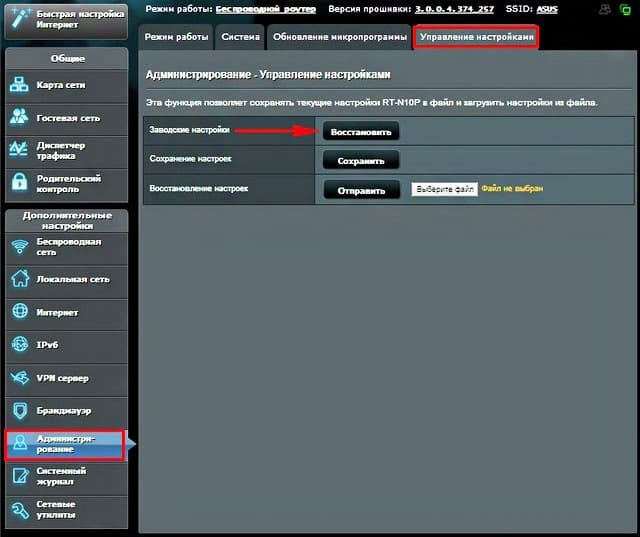 Быстрая настройка
Интернет
Режим работы: Беспроводной роутер Версия прошивки: 3.0.0.4.374_257 SSID: ASUS
Режим работы Система Обновление микропрограммы Управление настройками
Общие
Карта сети
Гостевая сеть
Диспетчер
трафика
Родительский
контроль
Дополнительные
настройки
Беспроводная
сеть
Локальная сеть
Интернет
IPv6
VPN сервер
Брандмауэр
Администри-
рование
Системный
журнал
Сетевые
утилиты
Администрирование - Управление настройками
Эта функция позволяет сохранять текущие настройки RT-N10P в файл и загрузить настройки из файла.
Заводские настройки Восстановить
Сохранение настроек Сохранить
Восстановление настроек Отправить Выберите файл Файл не выбран